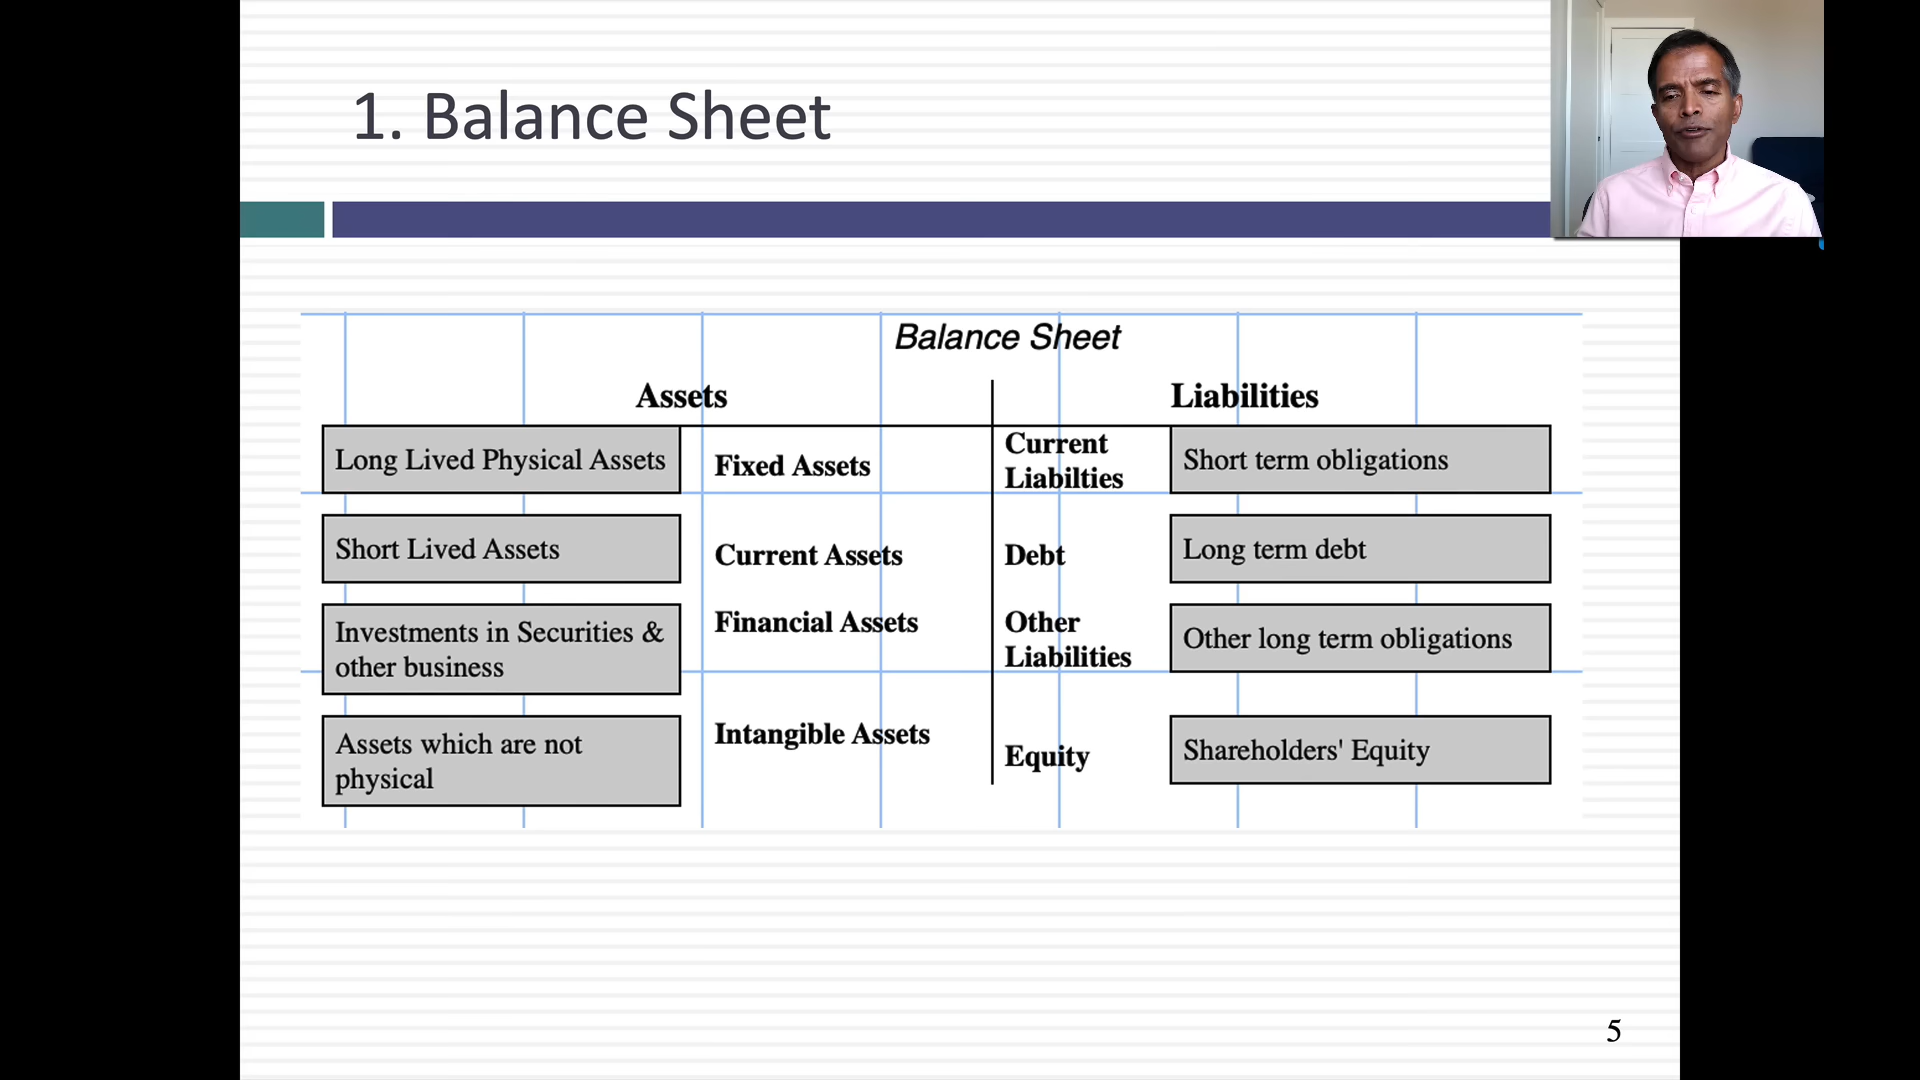 1. Balance Sheet
Balance Sheet
Assets
Liabilities
Long Lived Physical Assets
Fixed Assets
Current
Liabilties
Short term obligations
Short Lived Assets
Current Assets
Debt
Long term debt
Investments in Securities &
other business
Financial Assets
Other
Liabilities
Other long term obligations
Assets which are not
physical
Intangible Assets
Equity
Shareholders' Equity
5